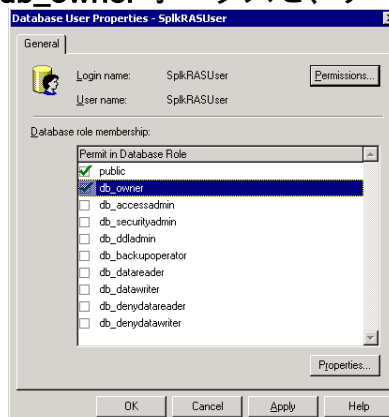 db_owner
Database User Properties - SplkRASUser
General
Login name: SplkRASUser
Permissions...
User name: SplkRASUser
Database role membership:
Permit in Database Role
public
db_owner
db_accessadmin
db_securityadmin
db_ddladmin
db_backupoperator
db_datareader
db_datawriter
db_denydatareader
db_denydatawriter
Properties...
OK Cancel Apply Help